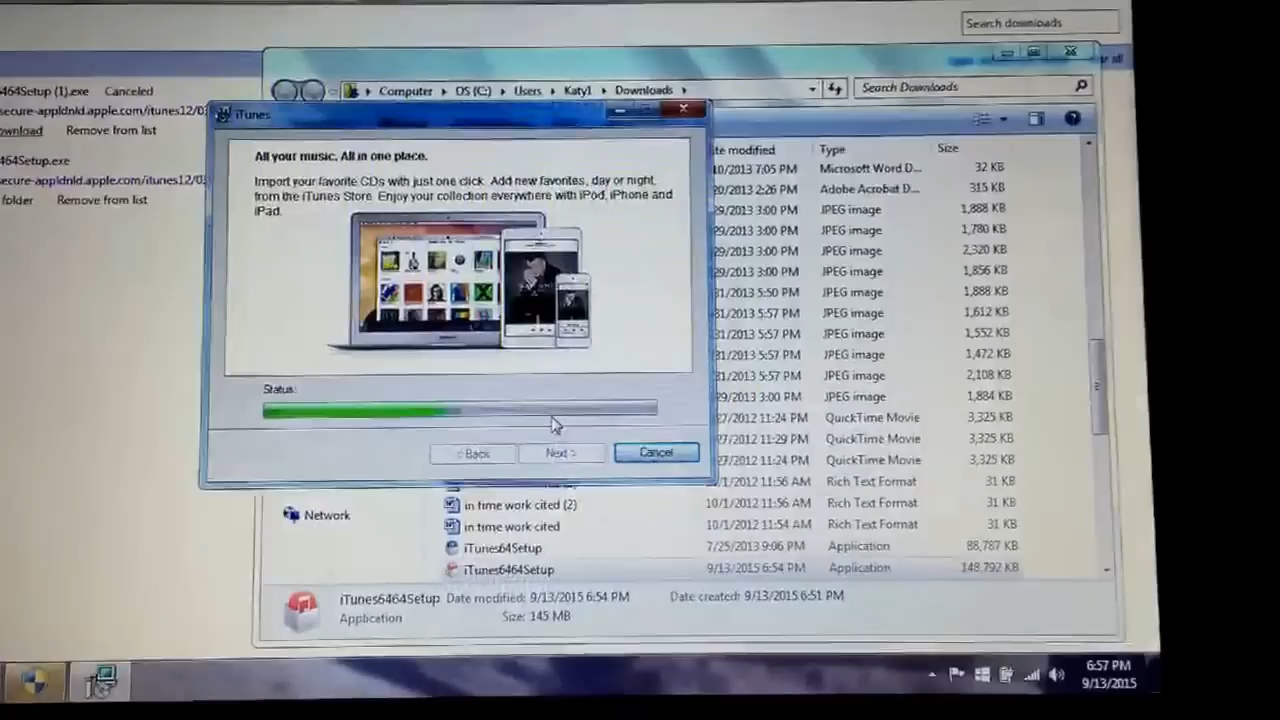 Search downloads
464Setup (1).exe Canceled
secure-appldnld.apple.com/itunes12/03
ownload Remove from list
464Setup.exe
secure-appldnld.apple.com/itunes12/03
folder Remove from list
Computer OS (C:) Users Katy1 Downloads
Search Downloads
iTunes
All your music. All in one place.
Import your favorite CDs with just one click. Add new favorites, day or night,
from the iTunes Store. Enjoy your collection everywhere with iPod, iPhone and
iPad.
Status:
< Back Next > Cancel
te modified Type Size
10/2013 7:05 PM Microsoft Word D... 32 KB
20/2013 2:26 PM Adobe Acrobat D... 315 KB
29/2013 3:00 PM JPEG image 1,888 KB
29/2013 3:00 PM JPEG image 1,780 KB
29/2013 3:00 PM JPEG image 2,320 KB
29/2013 3:00 PM JPEG image 1,856 KB
31/2013 5:50 PM JPEG image 1,888 KB
31/2013 5:57 PM JPEG image 1,612 KB
31/2013 5:57 PM JPEG image 1,552 KB
31/2013 5:57 PM JPEG image 1,472 KB
31/2013 5:57 PM JPEG image 2,108 KB
29/2013 3:00 PM JPEG image 1,884 KB
27/2012 11:24 PM QuickTime Movie 3,325 KB
27/2012 11:29 PM QuickTime Movie 3,325 KB
27/2012 11:24 PM QuickTime Movie 3,325 KB
10/1/2012 11:56 AM Rich Text Format 31 KB
in time work cited (2) 10/1/2012 11:56 AM Rich Text Format 31 KB
in time work cited 10/1/2012 11:54 AM Rich Text Format 31 KB
iTunes64Setup 7/25/2013 9:06 PM Application 88,787 KB
iTunes6464Setup 9/13/2015 6:54 PM Application 148,792 KB
Network
iTunes6464Setup Date modified: 9/13/2015 6:54 PM Date created: 9/13/2015 6:51 PM
Application Size: 145 MB
6:57 PM
9/13/2015